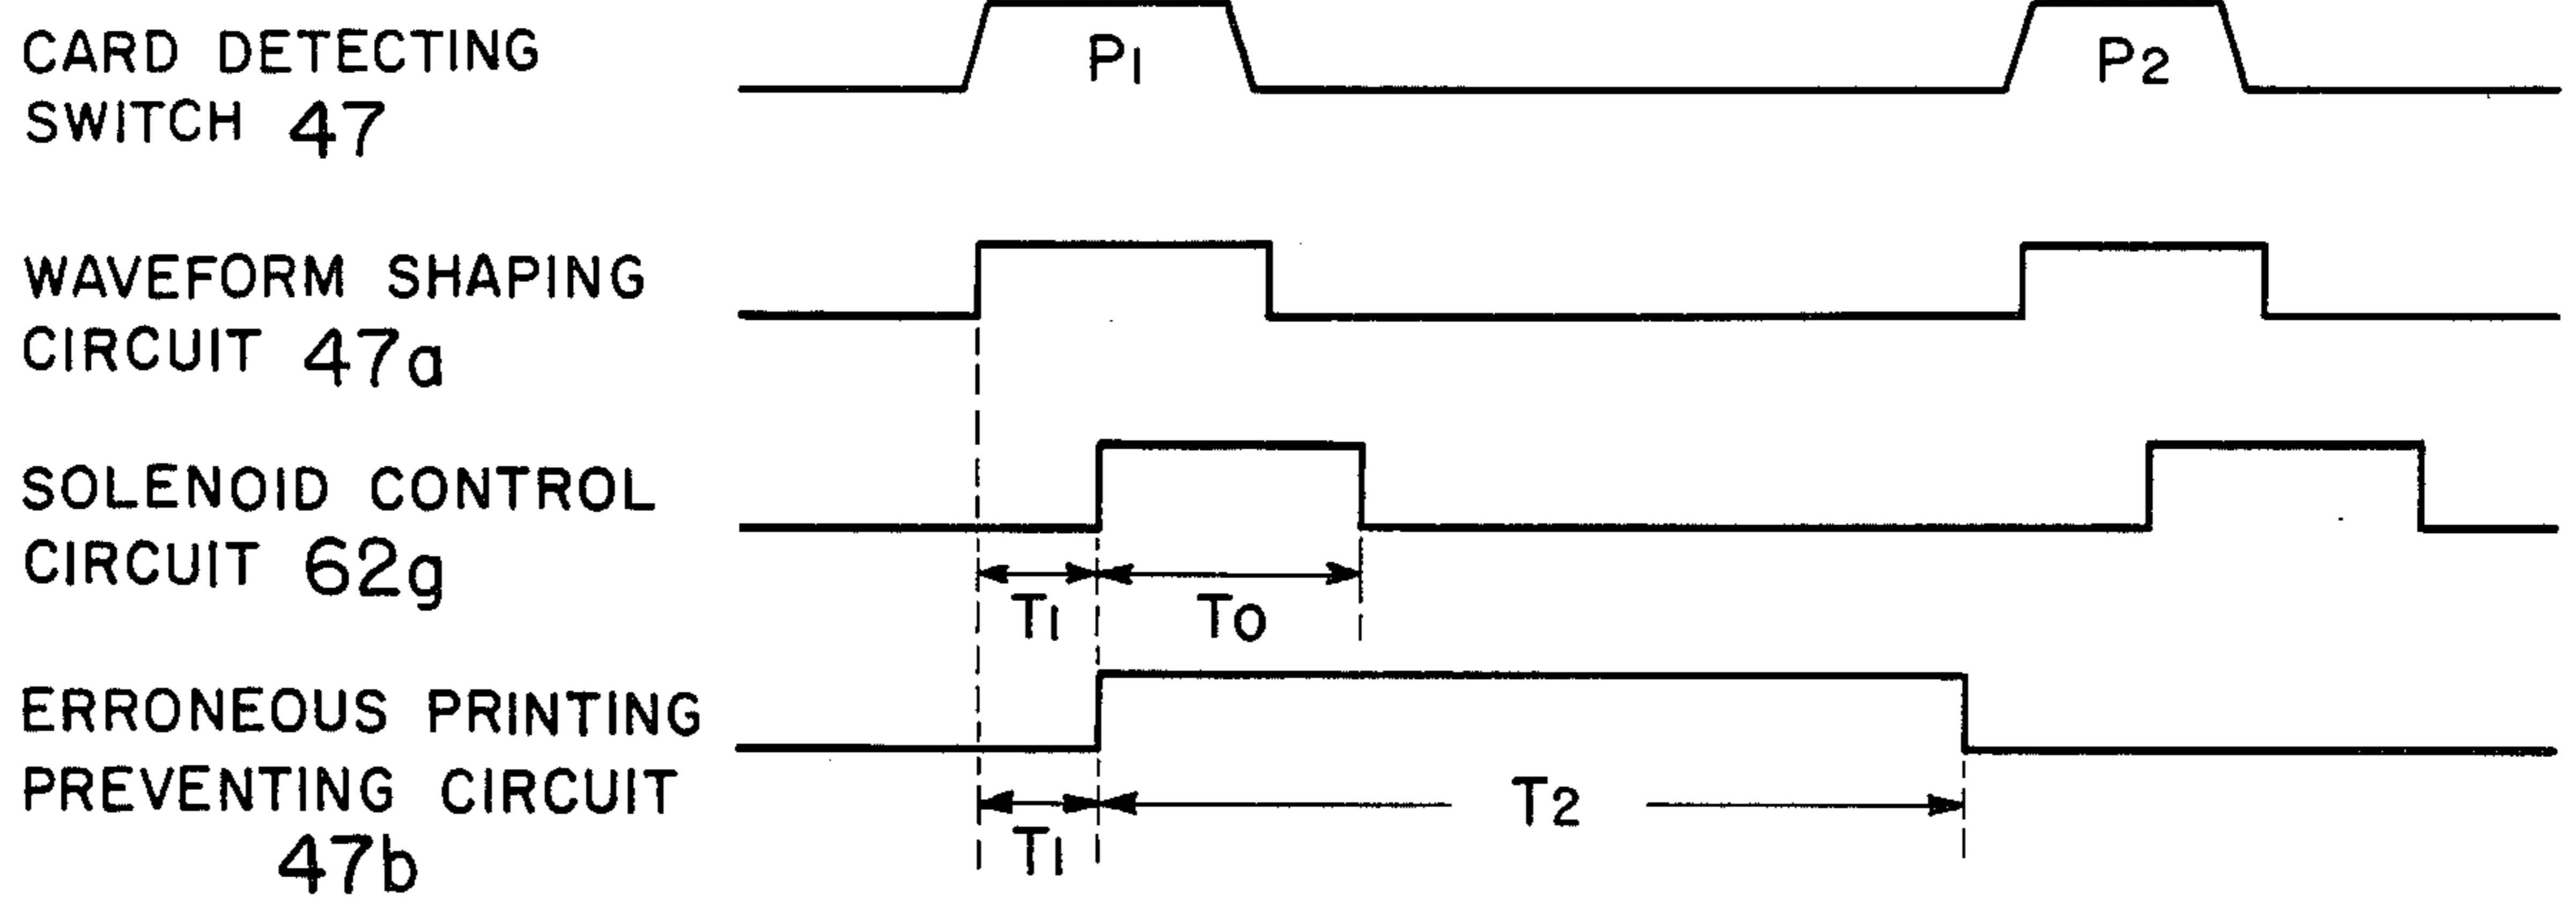 CARD DETECTING
SWITCH 47
P1
P2
WAVEFORM SHAPING
CIRCUIT 47a
SOLENOID CONTROL
CIRCUIT 62g
T1
T0
ERRONEOUS PRINTING
PREVENTING CIRCUIT
47b
T1
T2